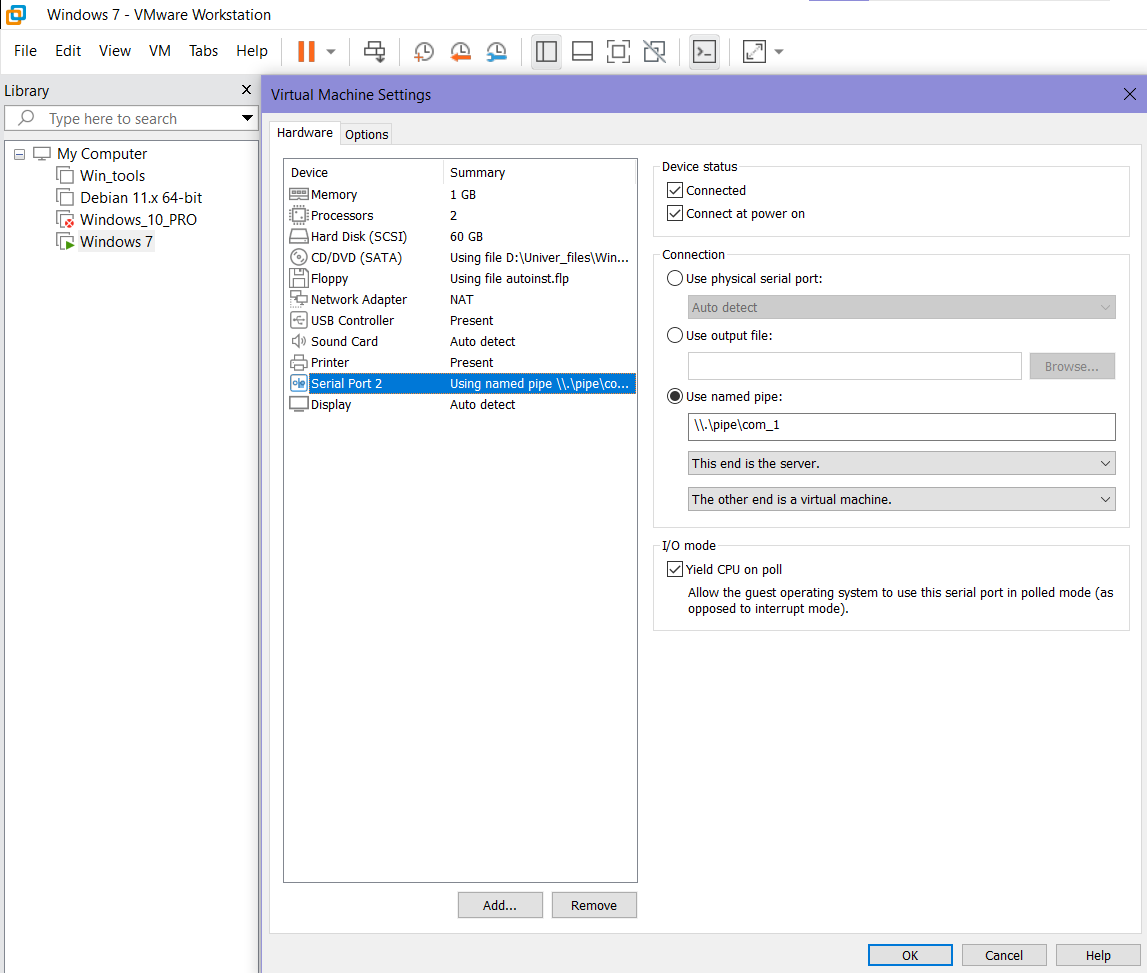 Windows 7 - VMware Workstation
File Edit View VM Tabs Help
Library
Type here to search
My Computer
Win_tools
Debian 11.x 64-bit
Windows_10_PRO
Windows 7
Virtual Machine Settings
Hardware Options
Device Summary
Memory 1 GB
Processors 2
Hard Disk (SCSI) 60 GB
CD/DVD (SATA) Using file D:\Univer_files\Win...
Floppy Using file autoinst.flp
Network Adapter NAT
USB Controller Present
Sound Card Auto detect
Printer Present
Serial Port 2 Using named pipe \\.\pipe\co...
Display Auto detect
Add... Remove
Device status
Connected
Connect at power on
Connection
Use physical serial port:
Auto detect
Use output file:
Browse...
Use named pipe:
\\.\pipe\com_1
This end is the server.
The other end is a virtual machine.
I/O mode
Yield CPU on poll
Allow the guest operating system to use this serial port in polled mode (as
opposed to interrupt mode).
OK Cancel Help